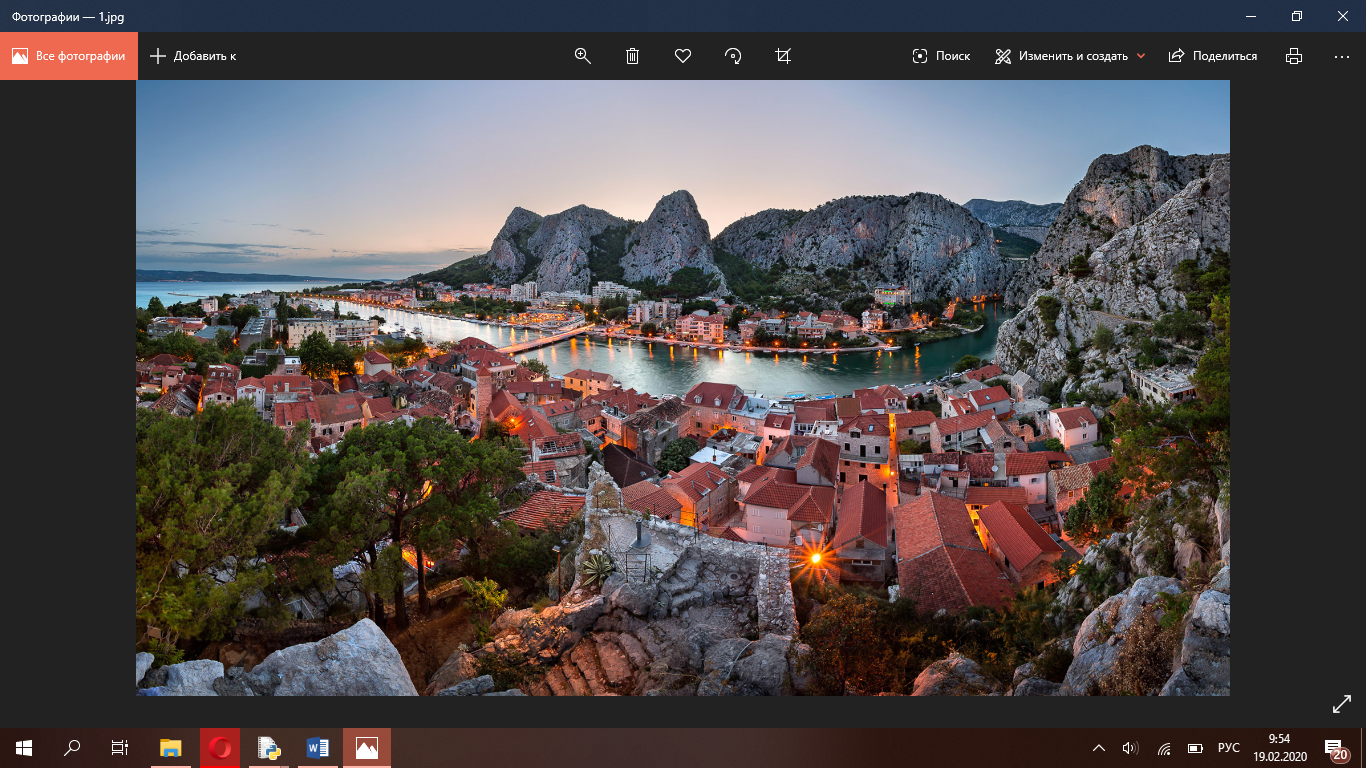 Фотографии — 1.jpg
Все фотографии
Добавить к
Поиск
Изменить и создать
Поделиться
РУС
9:54
19.02.2020
20